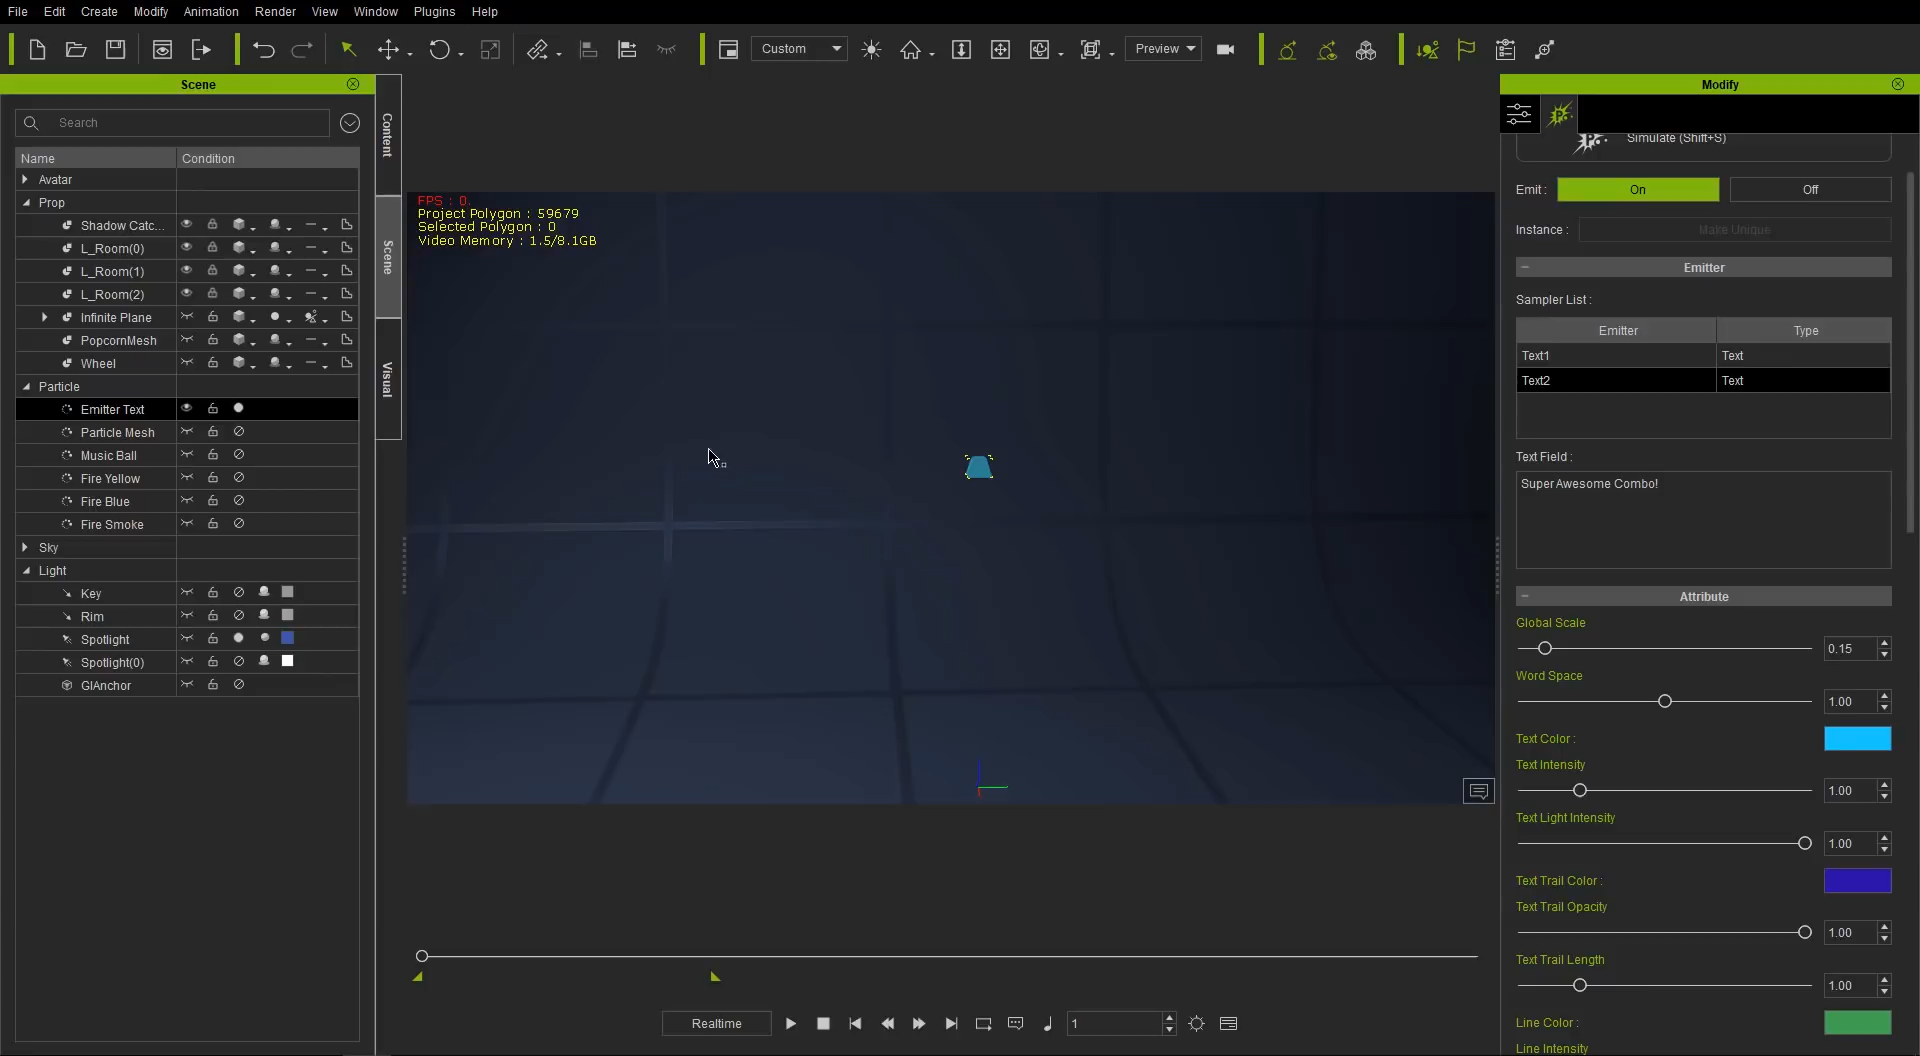 File Edit Create Modify Animation Render View Window Plugins Help
Custom
Preview
Scene
Search
Name Condition
Avatar
Prop
Shadow Catc...
L_Room(0)
L_Room(1)
L_Room(2)
Infinite Plane
PopcornMesh
Wheel
Particle
Emitter Text
Particle Mesh
Music Ball
Fire Yellow
Fire Blue
Fire Smoke
Sky
Light
Key
Rim
Spotlight
Spotlight(0)
GIAnchor
Content
Scene
Visual
FPS : 0.
Project Polygon : 59679
Selected Polygon : 0
Video Memory : 1.5/8.1GB
Realtime
1
Modify
Simulate (Shift+S)
Emit : On Off
Instance : Make Unique
Emitter
Sampler List :
Emitter Type
Text1 Text
Text2 Text
Text Field :
Super Awesome Combo!
Attribute
Global Scale
0.15
Word Space
1.00
Text Color :
Text Intensity
1.00
Text Light Intensity
1.00
Text Trail Color :
Text Trail Opacity
1.00
Text Trail Length
1.00
Line Color :
Line Intensity